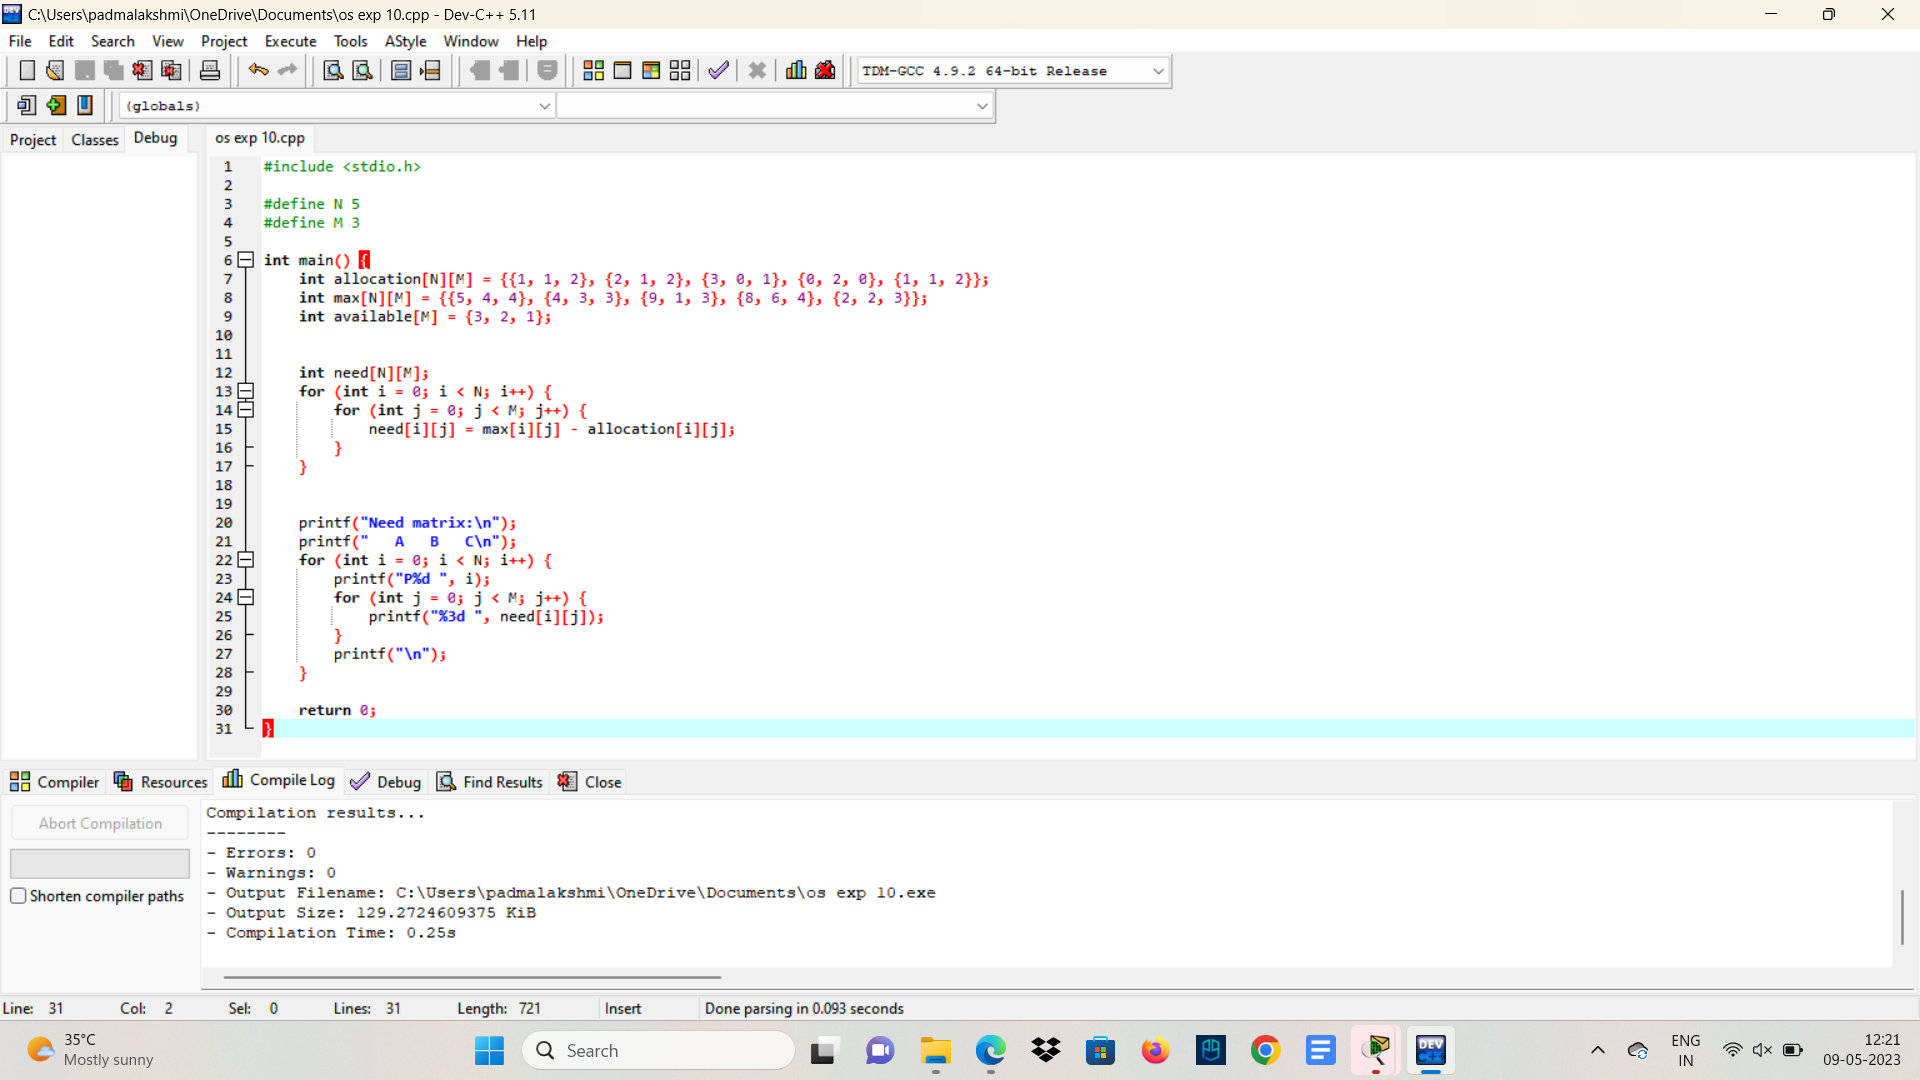 C:\Users\padmalakshmi\OneDrive\Documents\os exp 10.cpp - Dev-C++ 5.11
File Edit Search View Project Execute Tools AStyle Window Help
TDM-GCC 4.9.2 64-bit Release
(globals)
Project Classes Debug os exp 10.cpp
1 #include <stdio.h>
2
3 #define N 5
4 #define M 3
5
6 int main() {
7     int allocation[N][M] = {{1, 1, 2}, {2, 1, 2}, {3, 0, 1}, {0, 2, 0}, {1, 1, 2}};
8     int max[N][M] = {{5, 4, 4}, {4, 3, 3}, {9, 1, 3}, {8, 6, 4}, {2, 2, 3}};
9     int available[M] = {3, 2, 1};
10
11
12     int need[N][M];
13     for (int i = 0; i < N; i++) {
14         for (int j = 0; j < M; j++) {
15             need[i][j] = max[i][j] - allocation[i][j];
16         }
17     }
18
19
20     printf("Need matrix:\n");
21     printf("   A   B   C\n");
22     for (int i = 0; i < N; i++) {
23         printf("P%d ", i);
24         for (int j = 0; j < M; j++) {
25             printf("%3d ", need[i][j]);
26         }
27         printf("\n");
28     }
29
30     return 0;
31 }
Compiler Resources Compile Log Debug Find Results Close
Abort Compilation
Shorten compiler paths
Compilation results...
--------
- Errors: 0
- Warnings: 0
- Output Filename: C:\Users\padmalakshmi\OneDrive\Documents\os exp 10.exe
- Output Size: 129.2724609375 KiB
- Compilation Time: 0.25s
Line: 31 Col: 2 Sel: 0 Lines: 31 Length: 721 Insert Done parsing in 0.093 seconds
35°C
Mostly sunny
Search
DEV
C++
ENG
IN
12:21
09-05-2023